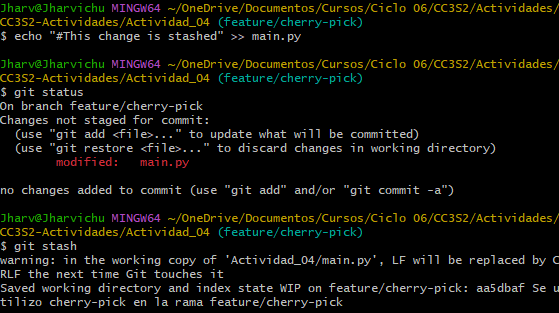 Jharv@Jharvichu MINGW64 ~/OneDrive/Documentos/Cursos/Ciclo 06/CC3S2/Actividades/
CC3S2-Actividades/Actividad_04 (feature/cherry-pick)
$ echo "#This change is stashed" >> main.py

Jharv@Jharvichu MINGW64 ~/OneDrive/Documentos/Cursos/Ciclo 06/CC3S2/Actividades/
CC3S2-Actividades/Actividad_04 (feature/cherry-pick)
$ git status
On branch feature/cherry-pick
Changes not staged for commit:
  (use "git add <file>..." to update what will be committed)
  (use "git restore <file>..." to discard changes in working directory)
        modified:   main.py

no changes added to commit (use "git add" and/or "git commit -a")

Jharv@Jharvichu MINGW64 ~/OneDrive/Documentos/Cursos/Ciclo 06/CC3S2/Actividades/
CC3S2-Actividades/Actividad_04 (feature/cherry-pick)
$ git stash
warning: in the working copy of 'Actividad_04/main.py', LF will be replaced by C
RLF the next time Git touches it
Saved working directory and index state WIP on feature/cherry-pick: aa5dbaf Se u
tilizo cherry-pick en la rama feature/cherry-pick